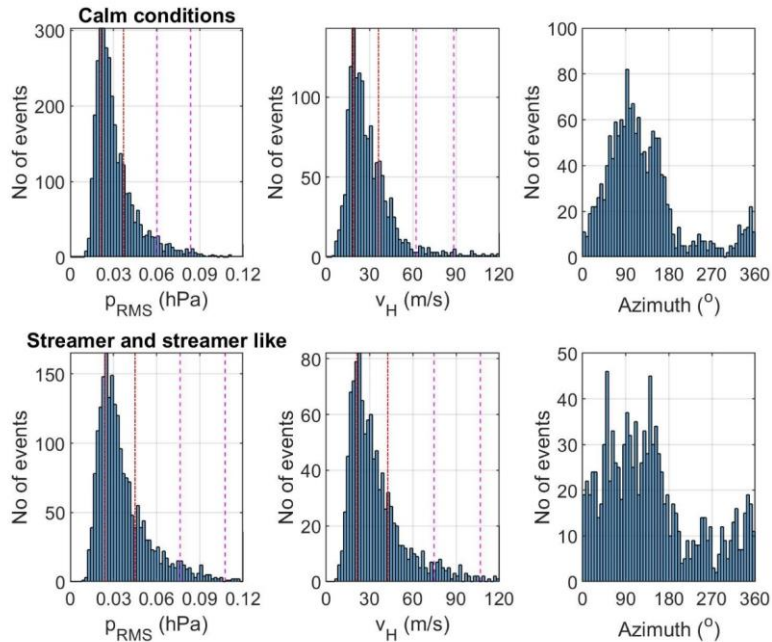 Calm conditions
300
200
100
0
No of events
0 0.03 0.06 0.09 0.12
pRMS (hPa)
100
50
0
No of events
0 30 60 90 120
vH (m/s)
100
80
60
40
20
0
No of events
0 90 180 270 360
Azimuth (o)
Streamer and streamer like
150
100
50
0
No of events
0 0.03 0.06 0.09 0.12
pRMS (hPa)
80
60
40
20
0
No of events
0 30 60 90 120
vH (m/s)
50
40
30
20
10
0
No of events
0 90 180 270 360
Azimuth (o)